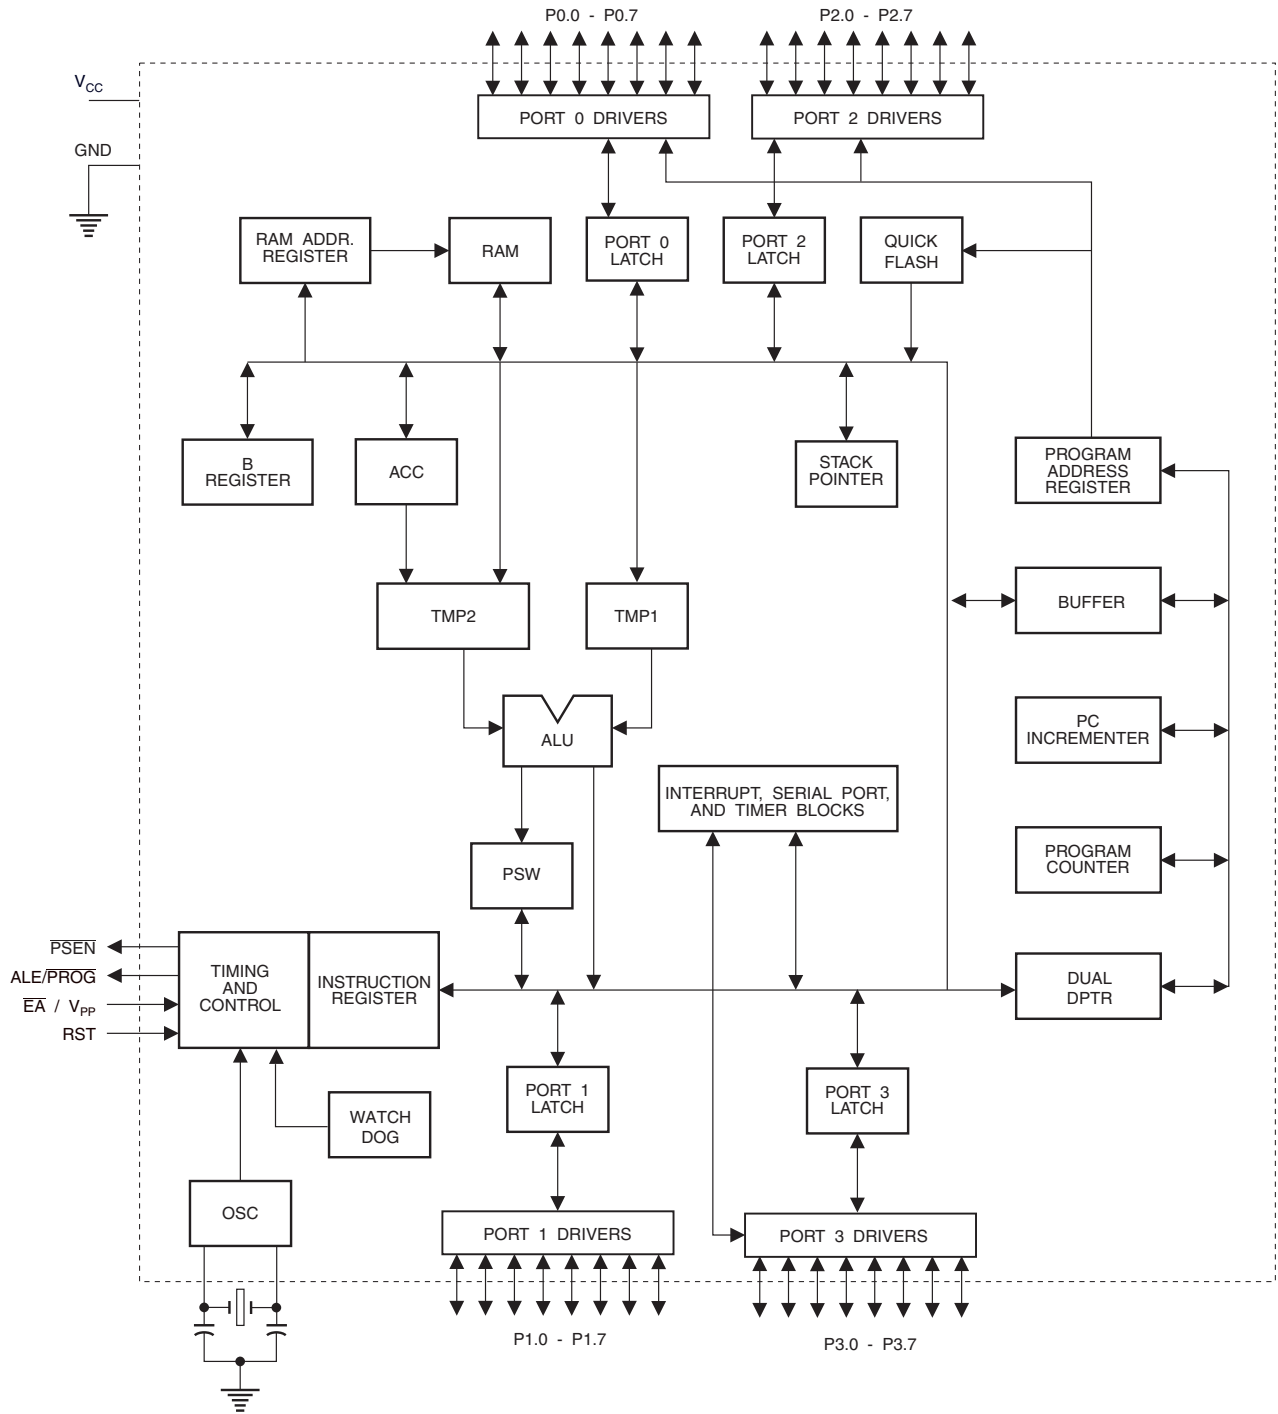 P0.0 - P0.7
P2.0 - P2.7
VCC
GND
PORT 0 DRIVERS
PORT 2 DRIVERS
RAM ADDR.
REGISTER
RAM
PORT 0
LATCH
PORT 2
LATCH
QUICK
FLASH
B
REGISTER
ACC
STACK
POINTER
PROGRAM
ADDRESS
REGISTER
BUFFER
TMP2
TMP1
ALU
PC
INCREMENTER
INTERRUPT, SERIAL PORT,
AND TIMER BLOCKS
PROGRAM
COUNTER
PSW
PSEN
ALE/PROG
EA / VPP
RST
TIMING
AND
CONTROL
INSTRUCTION
REGISTER
DUAL
DPTR
PORT 1
LATCH
PORT 3
LATCH
WATCH
DOG
OSC
PORT 1 DRIVERS
PORT 3 DRIVERS
P1.0 - P1.7
P3.0 - P3.7